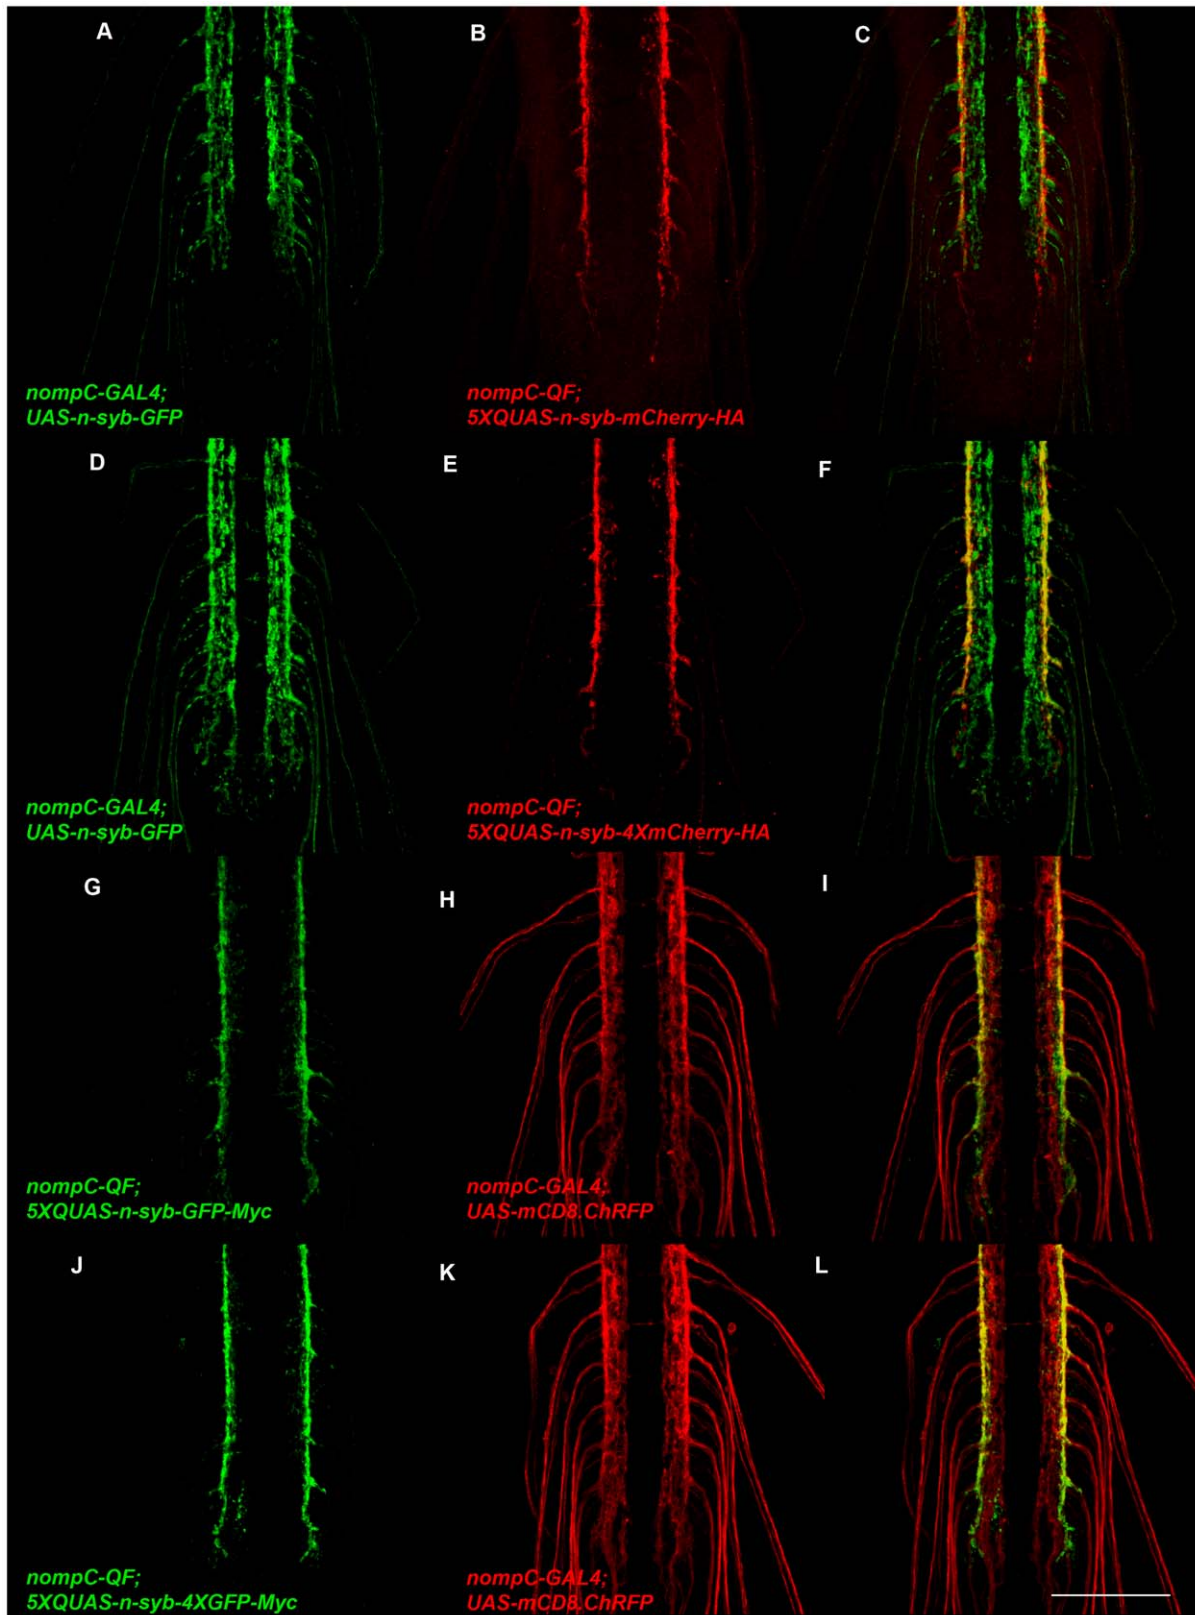 A
B
C
nompC-GAL4;
UAS-n-syb-GFP
nompC-QF;
5XQUAS-n-syb-mCherry-HA
D
E
F
nompC-GAL4;
UAS-n-syb-GFP
nompC-QF;
5XQUAS-n-syb-4XmCherry-HA
G
H
I
nompC-QF;
5XQUAS-n-syb-GFP-Myc
nompC-GAL4;
UAS-mCD8.ChRFP
J
K
L
nompC-QF;
5XQUAS-n-syb-4XGFP-Myc
nompC-GAL4;
UAS-mCD8.ChRFP